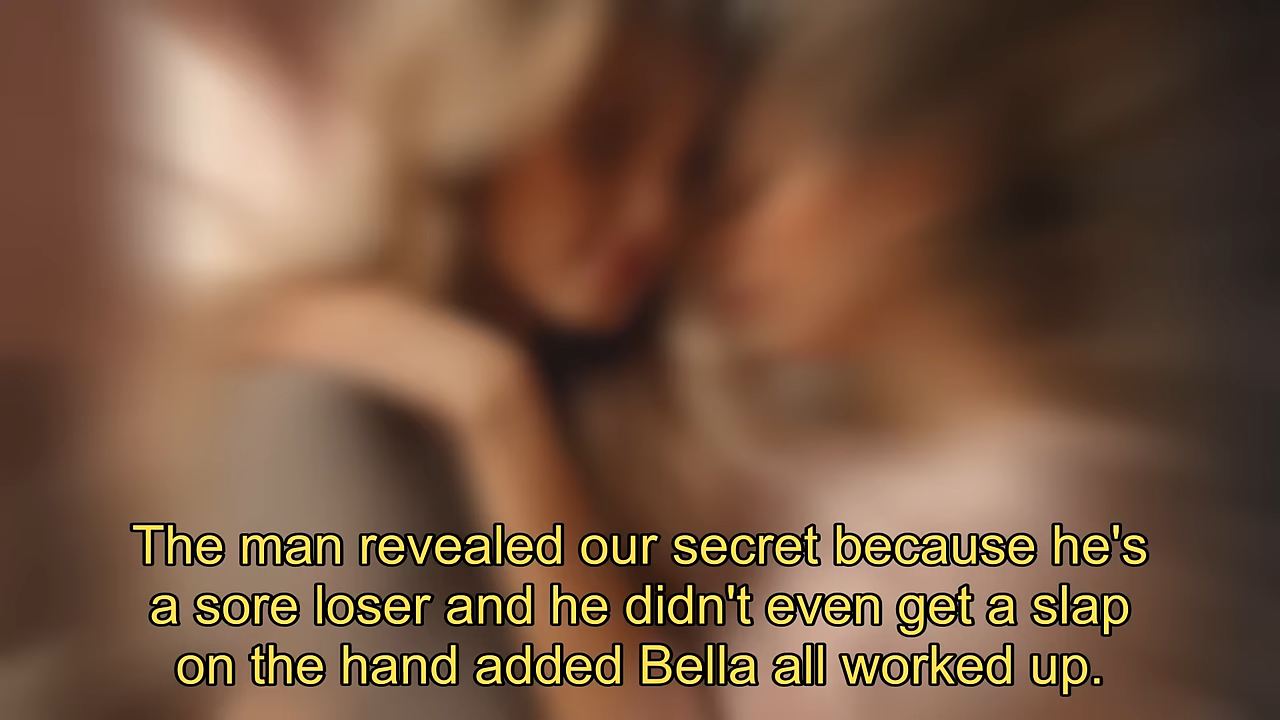 The man revealed our secret because he's
a sore loser and he didn't even get a slap
on the hand added Bella all worked up.